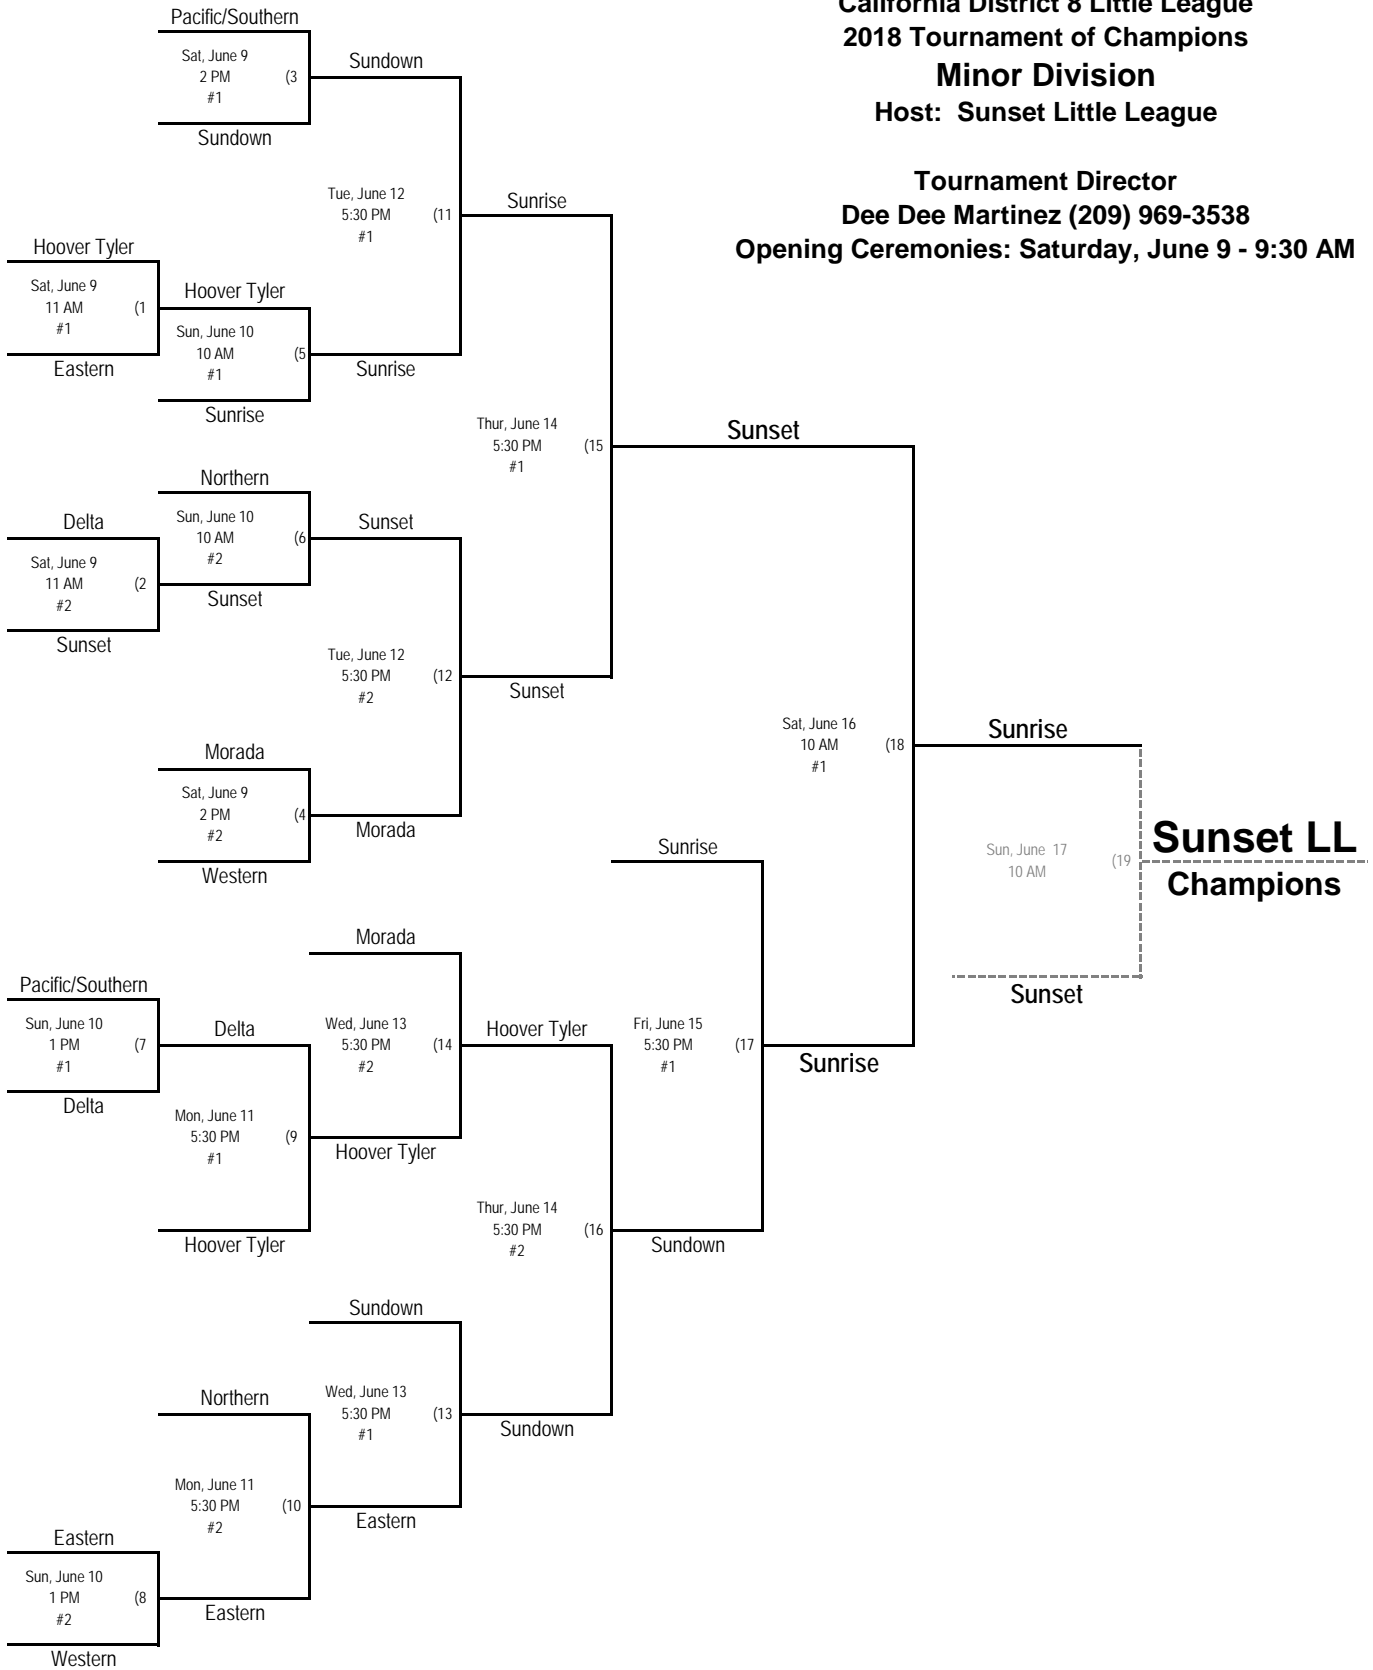 California District 8 Little League
2018 Tournament of Champions
Minor Division
Host: Sunset Little League
Tournament Director
Dee Dee Martinez (209) 969-3538
Opening Ceremonies: Saturday, June 9 - 9:30 AM
Pacific/Southern
Sat, June 9
2 PM (3
#1
Sundown
Sundown
Tue, June 12
5:30 PM (11
#1
Sunrise
Hoover Tyler
Sat, June 9
11 AM (1
#1
Eastern
Hoover Tyler
Sun, June 10
10 AM (5
#1
Sunrise
Sunrise
Thur, June 14
5:30 PM (15
#1
Sunset
Northern
Delta
Sun, June 10
10 AM (6
#2
Sunset
Sat, June 9
11 AM (2
#2
Sunset
Sunset
Tue, June 12
5:30 PM (12
#2
Sunset
Morada
Sat, June 9
2 PM (4
#2
Morada
Western
Sat, June 16
10 AM (18
#1
Sunrise
Sun, June 17
10 AM (19
Sunset LL
Champions
Sunset
Sunrise
Morada
Pacific/Southern
Sun, June 10
1 PM (7
#1
Delta
Delta
Wed, June 13
5:30 PM (14
#2
Hoover Tyler
Fri, June 15
5:30 PM (17
#1
Sunrise
Mon, June 11
5:30 PM (9
#1
Hoover Tyler
Hoover Tyler
Thur, June 14
5:30 PM (16
#2
Sundown
Sundown
Northern
Wed, June 13
5:30 PM (13
#1
Sundown
Mon, June 11
5:30 PM (10
#2
Eastern
Eastern
Sun, June 10
1 PM (8
#2
Eastern
Western